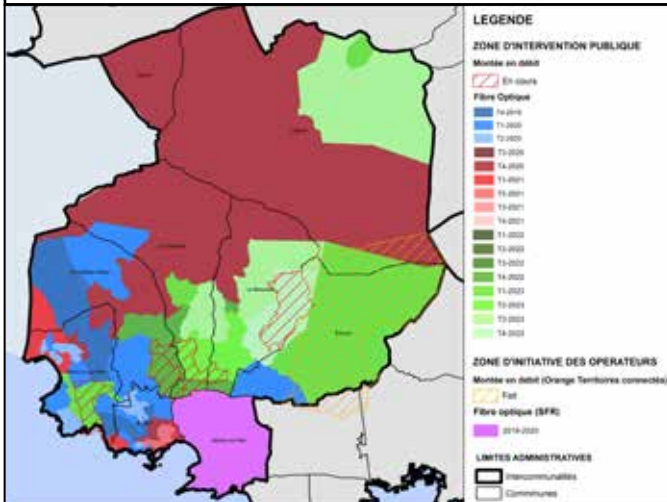 LEGENDE
ZONE D'INTERVENTION PUBLIQUE
Montée en débit
En cours
Fibre Optique
T4-2019
T1-2020
T2-2020
T3-2020
T4-2020
T1-2021
T2-2021
T3-2021
T4-2021
T1-2022
T2-2022
T3-2022
T4-2022
T1-2023
T2-2023
T3-2023
T4-2023
ZONE D'INITIATIVE DES OPERATEURS
Montée en débit (Orange Territoires connectés)
Fait
Fibre optique (SFR)
2019-2020
LIMITES ADMINISTRATIVES
Intercommunalités
Communes